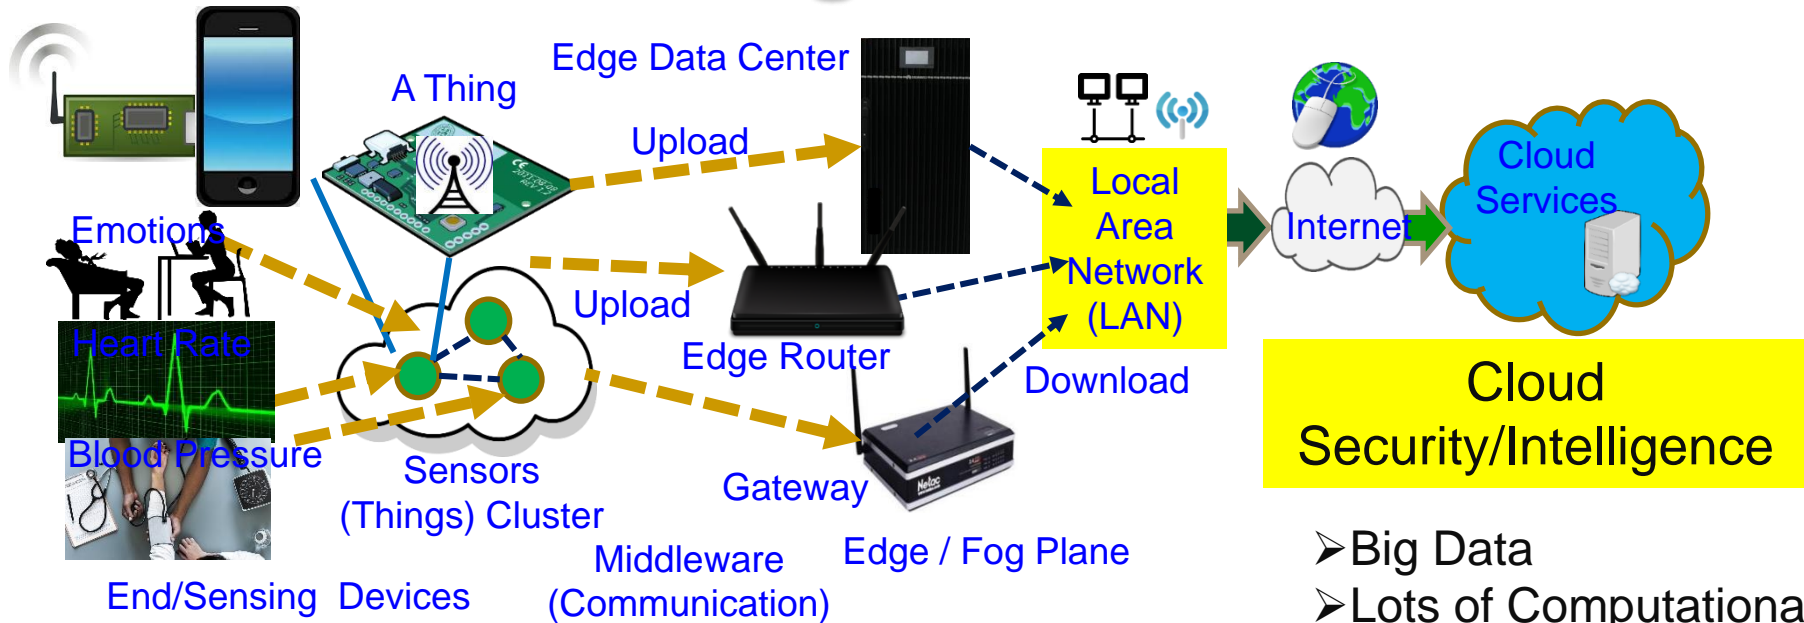 Edge Data Center
A Thing
Upload
Emotions
Heart Rate
Blood Pressure
Upload
Edge Router
Local
Area
Network
(LAN)
Download
Internet
Cloud
Services
Cloud
Security/Intelligence
Sensors
(Things) Cluster
Gateway
Netac
Middleware
(Communication)
Edge / Fog Plane
End/Sensing Devices
➢Big Data
➢Lots of Computationa